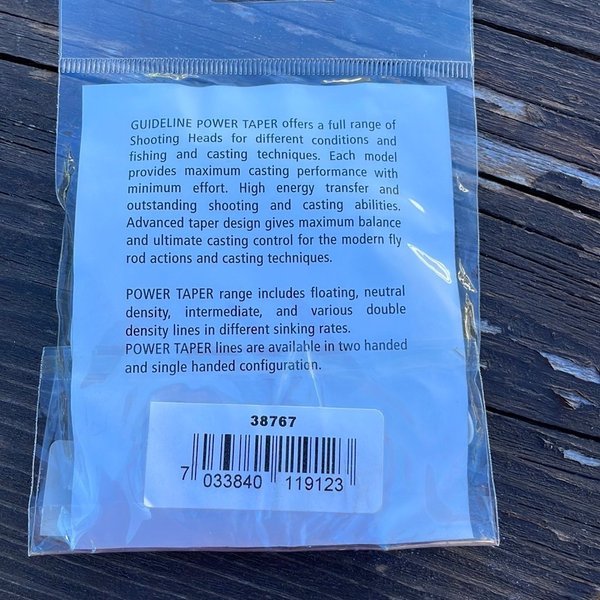 GUIDELINE POWER TAPER offers a full range of
Shooting Heads for different conditions and
fishing and casting techniques. Each model
provides maximum casting performance with
minimum effort. High energy transfer and
outstanding shooting and casting abilities.
Advanced taper design gives maximum balance
and ultimate casting control for the modern fly
rod actions and casting techniques.
POWER TAPER range includes floating, neutral
density, intermediate, and various double
density lines in different sinking rates.
POWER TAPER lines are available in two handed
and single handed configuration.
38767
7 033840 119123